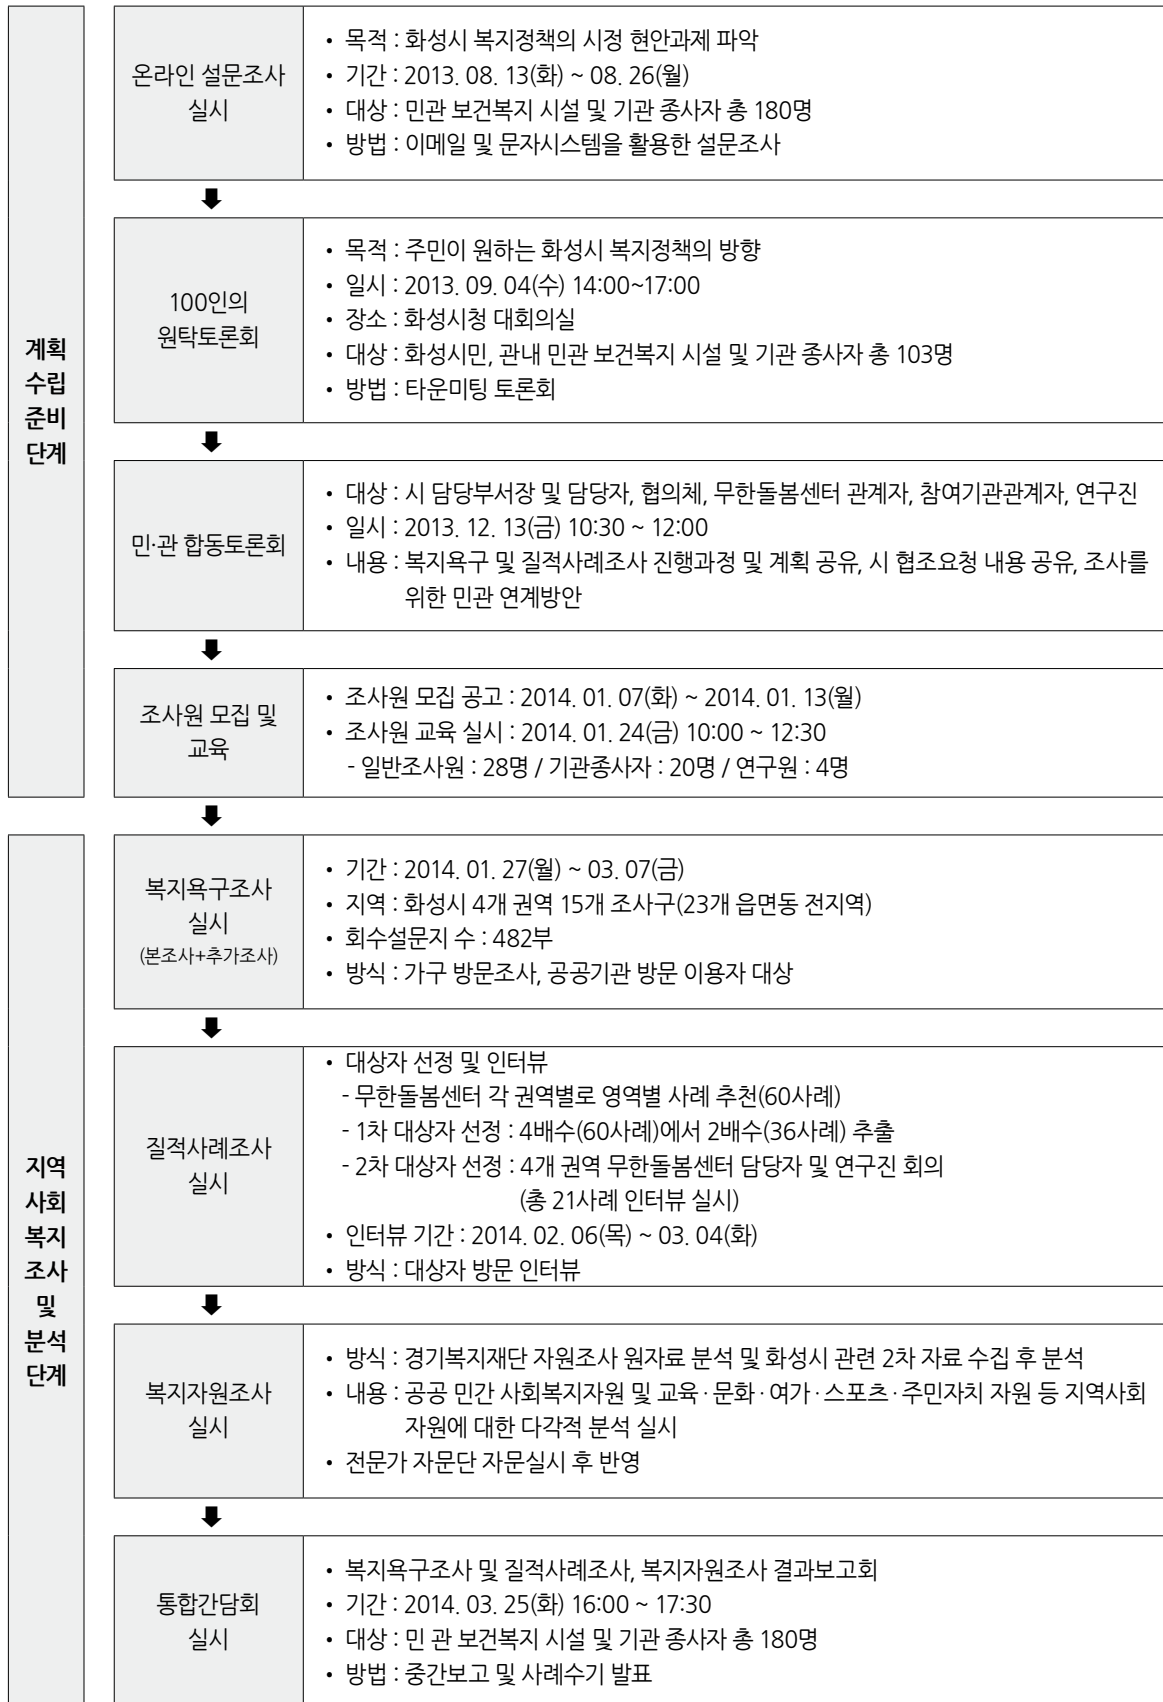 계획
수립
준비
단계
온라인 설문조사
실시
• 목적 : 화성시 복지정책의 시정 현안과제 파악
• 기간 : 2013. 08. 13(화) ~ 08. 26(월)
• 대상 : 민관 보건복지 시설 및 기관 종사자 총 180명
• 방법 : 이메일 및 문자시스템을 활용한 설문조사
100인의
원탁토론회
• 목적 : 주민이 원하는 화성시 복지정책의 방향
• 일시 : 2013. 09. 04(수) 14:00~17:00
• 장소 : 화성시청 대회의실
• 대상 : 화성시민, 관내 민관 보건복지 시설 및 기관 종사자 총 103명
• 방법 : 타운미팅 토론회
민·관 합동토론회
• 대상 : 시 담당부서장 및 담당자, 협의체, 무한돌봄센터 관계자, 참여기관관계자, 연구진
• 일시 : 2013. 12. 13(금) 10:30 ~ 12:00
• 내용 : 복지욕구 및 질적사례조사 진행과정 및 계획 공유, 시 협조요청 내용 공유, 조사를
위한 민관 연계방안
조사원 모집 및
교육
• 조사원 모집 공고 : 2014. 01. 07(화) ~ 2014. 01. 13(월)
• 조사원 교육 실시 : 2014. 01. 24(금) 10:00 ~ 12:30
- 일반조사원 : 28명 / 기관종사자 : 20명 / 연구원 : 4명
지역
사회
복지
조사
및
분석
단계
복지욕구조사
실시
(본조사+추가조사)
• 기간 : 2014. 01. 27(월) ~ 03. 07(금)
• 지역 : 화성시 4개 권역 15개 조사구(23개 읍면동 전지역)
• 회수설문지 수 : 482부
• 방식 : 가구 방문조사, 공공기관 방문 이용자 대상
질적사례조사
실시
• 대상자 선정 및 인터뷰
- 무한돌봄센터 각 권역별로 영역별 사례 추천(60사례)
- 1차 대상자 선정 : 4배수(60사례)에서 2배수(36사례) 추출
- 2차 대상자 선정 : 4개 권역 무한돌봄센터 담당자 및 연구진 회의
(총 21사례 인터뷰 실시)
• 인터뷰 기간 : 2014. 02. 06(목) ~ 03. 04(화)
• 방식 : 대상자 방문 인터뷰
복지자원조사
실시
• 방식 : 경기복지재단 자원조사 원자료 분석 및 화성시 관련 2차 자료 수집 후 분석
• 내용 : 공공 민간 사회복지자원 및 교육·문화·여가·스포츠·주민자치 자원 등 지역사회
자원에 대한 다각적 분석 실시
• 전문가 자문단 자문실시 후 반영
통합간담회
실시
• 복지욕구조사 및 질적사례조사, 복지자원조사 결과보고회
• 기간 : 2014. 03. 25(화) 16:00 ~ 17:30
• 대상 : 민 관 보건복지 시설 및 기관 종사자 총 180명
• 방법 : 중간보고 및 사례수기 발표